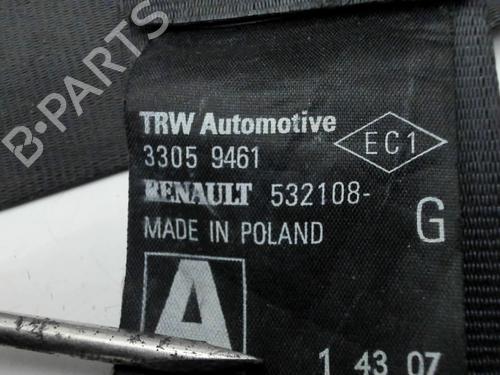 B-PARTS
TRW Automotive
3305 9461
EC1
RENAULT 532108-
G
MADE IN POLAND
A
1 43 07